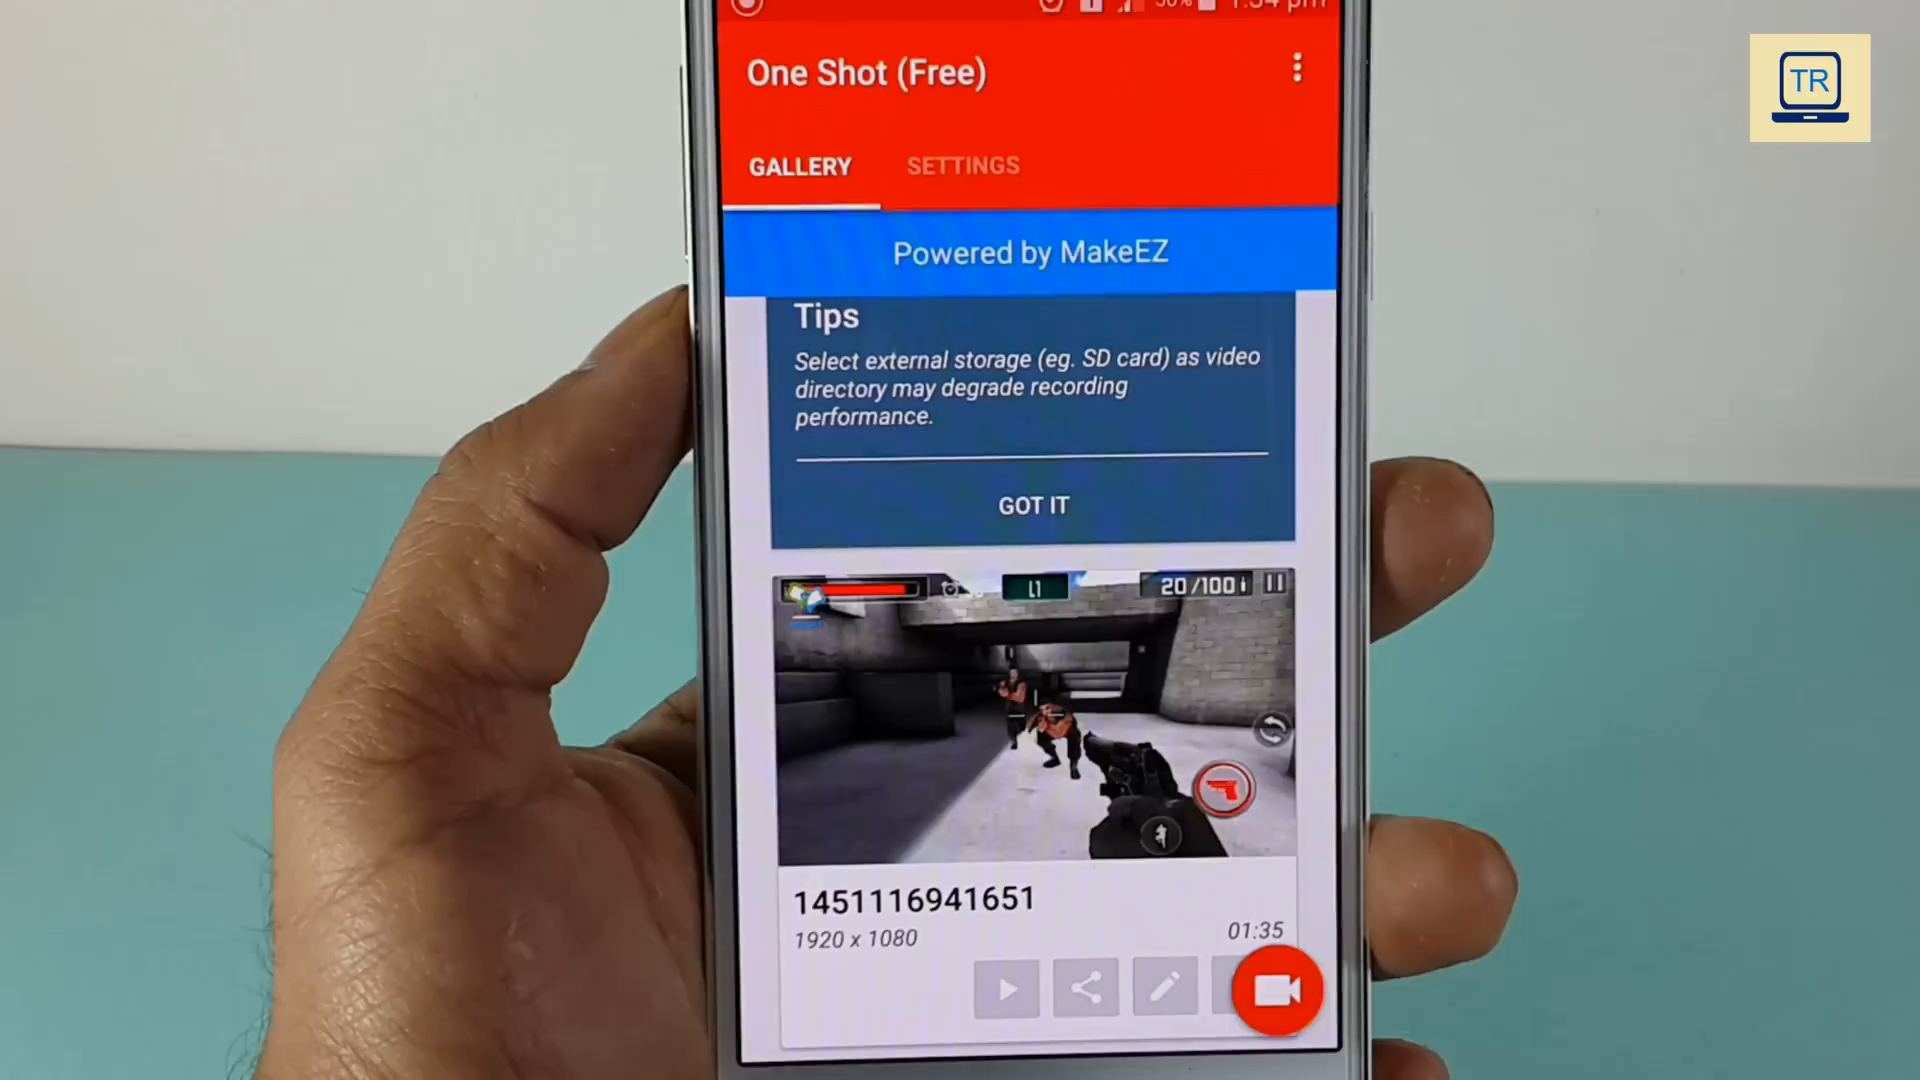 One Shot (Free)
TR
GALLERY SETTINGS
Powered by MakeEZ
Tips
Select external storage (eg. SD card) as video
directory may degrade recording
performance.
GOT IT
L1
20/100
1451116941651
1920 x 1080
01:35